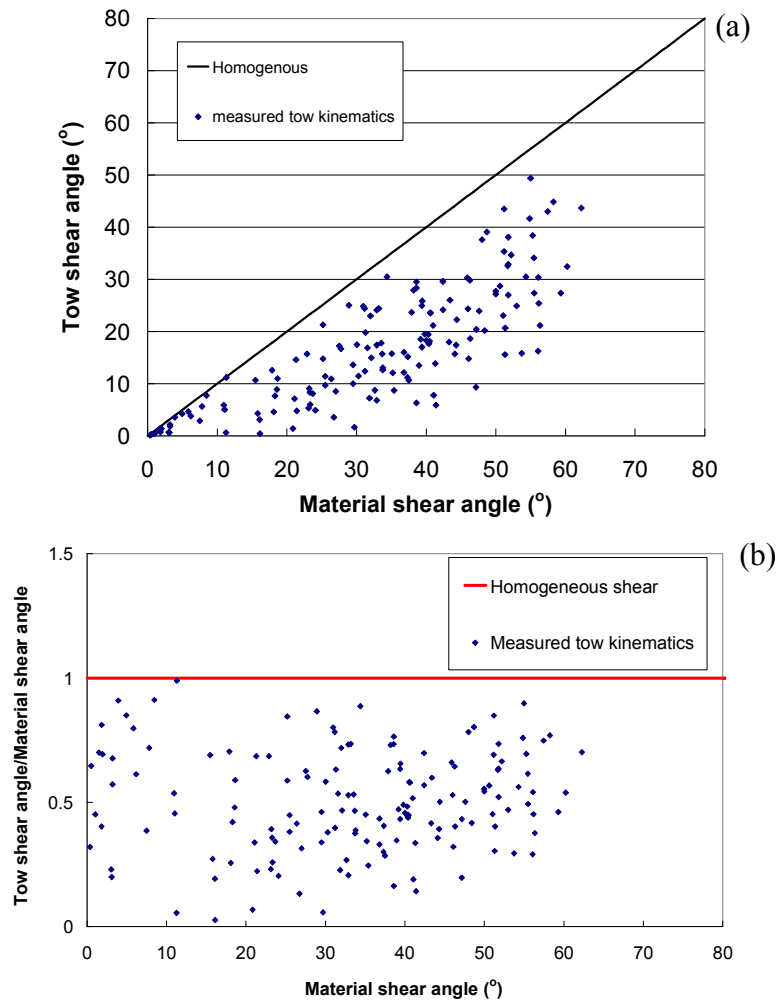 (a)
80
70
60
50
40
30
20
10
0
Tow shear angle (°)
Homogenous
measured tow kinematics
0 10 20 30 40 50 60 70 80
Material shear angle (°)
(b)
1.5
1
0.5
0
Tow shear angle/Material shear angle
Homogeneous shear
Measured tow kinematics
0 10 20 30 40 50 60 70 80
Material shear angle (°)